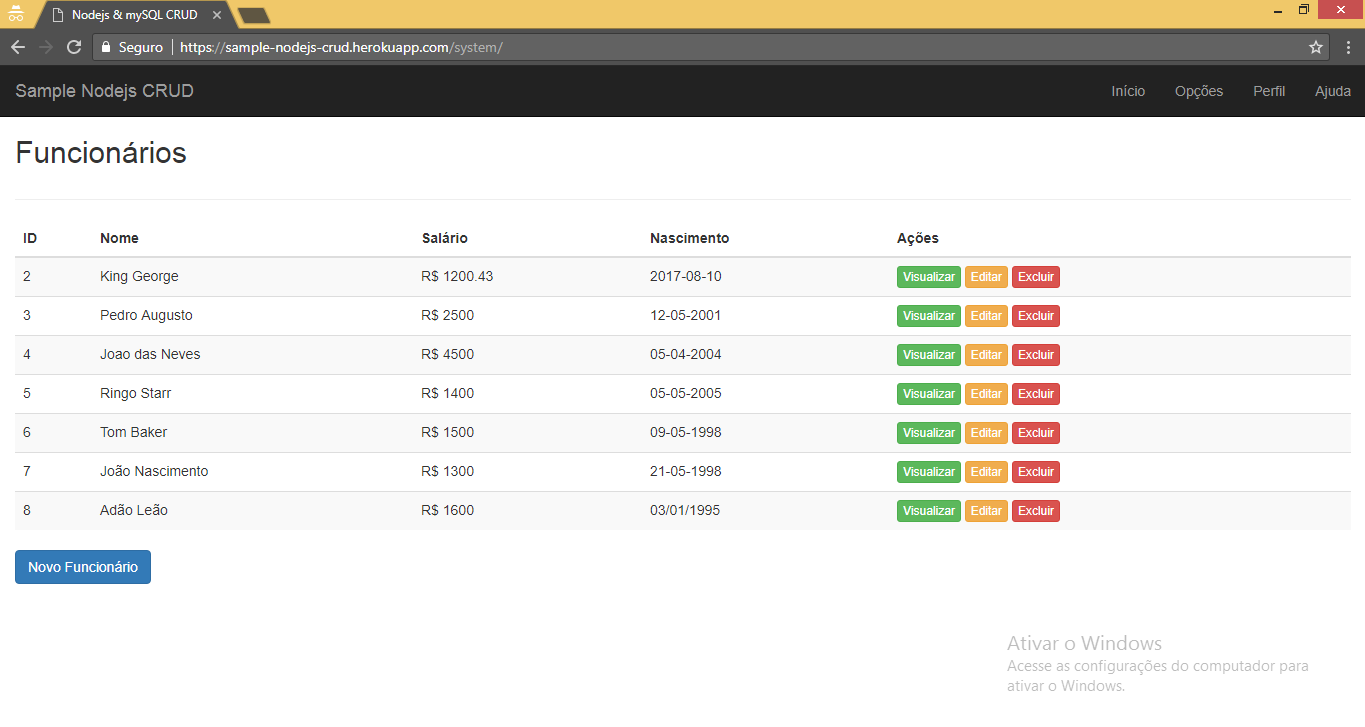 Nodejs & mySQL CRUD
Seguro https://sample-nodejs-crud.herokuapp.com/system/
Sample Nodejs CRUD Início Opções Perfil Ajuda
Funcionários
ID Nome Salário Nascimento Ações
2 King George R$ 1200.43 2017-08-10 Visualizar Editar Excluir
3 Pedro Augusto R$ 2500 12-05-2001 Visualizar Editar Excluir
4 Joao das Neves R$ 4500 05-04-2004 Visualizar Editar Excluir
5 Ringo Starr R$ 1400 05-05-2005 Visualizar Editar Excluir
6 Tom Baker R$ 1500 09-05-1998 Visualizar Editar Excluir
7 João Nascimento R$ 1300 21-05-1998 Visualizar Editar Excluir
8 Adão Leão R$ 1600 03/01/1995 Visualizar Editar Excluir
Novo Funcionário
Ativar o Windows
Acesse as configurações do computador para
ativar o Windows.